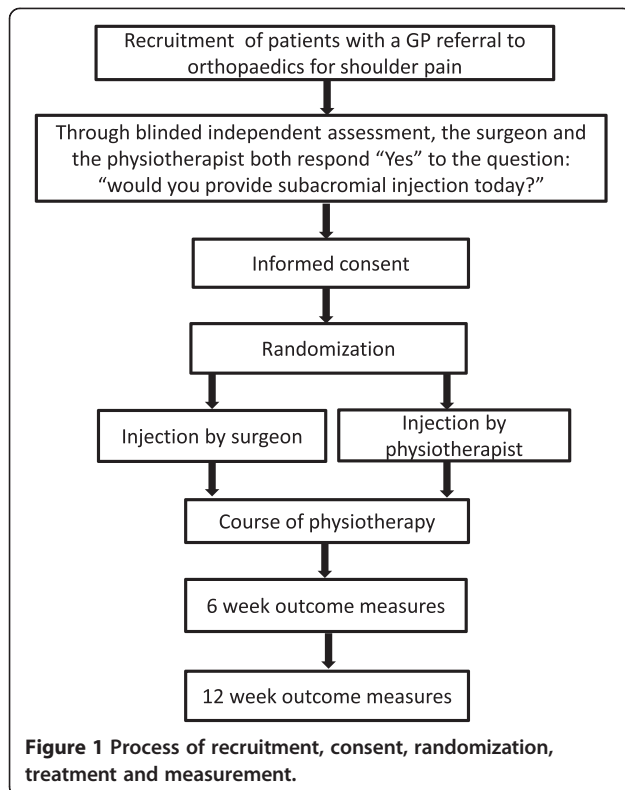 Recruitment of patients with a GP referral to
orthopaedics for shoulder pain
Through blinded independent assessment, the surgeon and
the physiotherapist both respond “Yes” to the question:
“would you provide subacromial injection today?”
Informed consent
Randomization
Injection by surgeon
Injection by
physiotherapist
Course of physiotherapy
6 week outcome measures
12 week outcome measures
Figure 1 Process of recruitment, consent, randomization,
treatment and measurement.